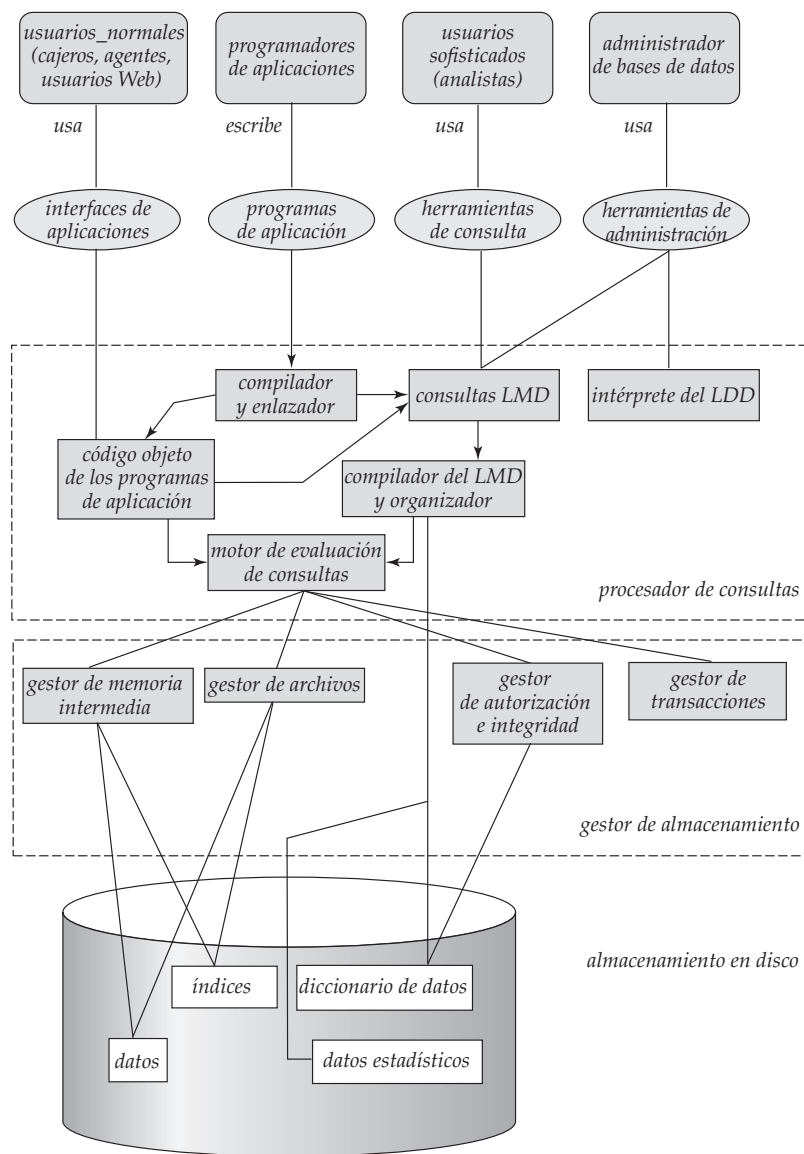 usuarios_normales
(cajeros, agentes,
usuarios Web)
programadores
de aplicaciones
usuarios
sofisticados
(analistas)
administrador
de bases de datos
usa
escribe
usa
usa
interfaces de
aplicaciones
programas
de aplicación
herramientas
de consulta
herramientas de
administración
compilador
y enlazador
consultas LMD
intérprete del LDD
código objeto
de los programas
de aplicación
compilador del LMD
y organizador
motor de evaluación
de consultas
procesador de consultas
gestor de memoria
intermedia
gestor de archivos
gestor
de autorización
e integridad
gestor de
transacciones
gestor de almacenamiento
almacenamiento en disco
índices
diccionario de datos
datos
datos estadísticos